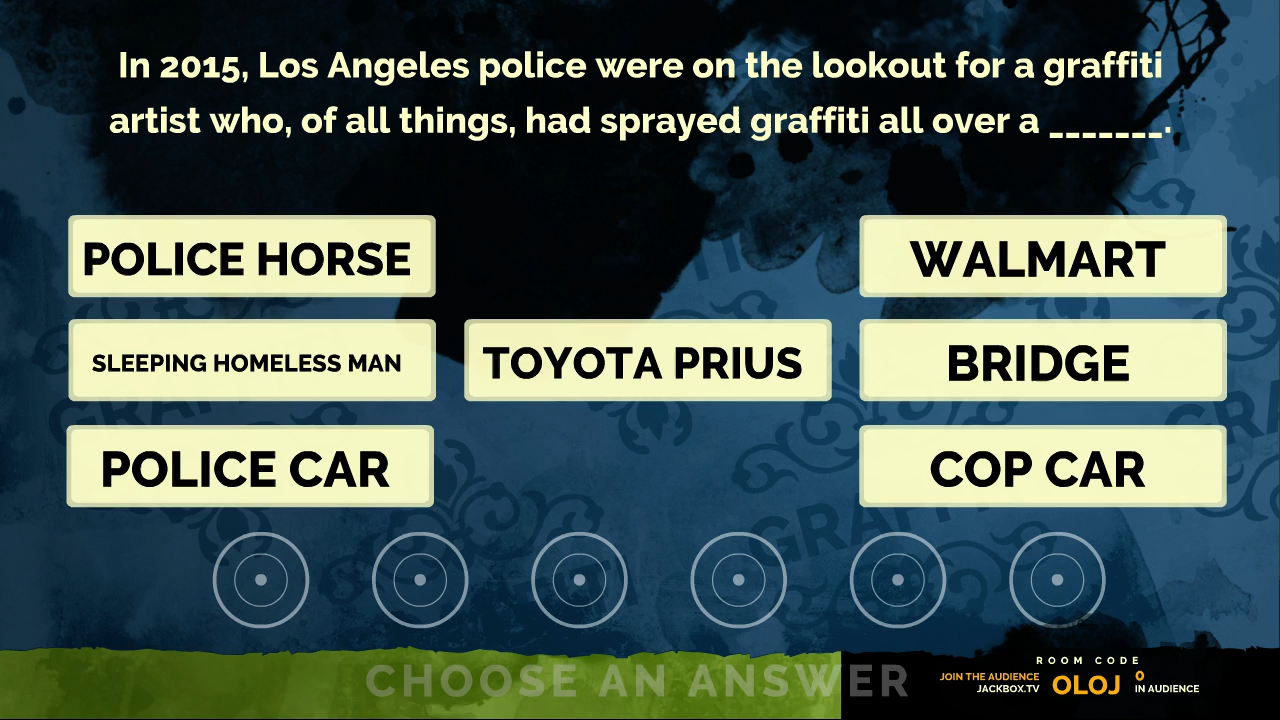 In 2015, Los Angeles police were on the lookout for a graffiti
artist who, of all things, had sprayed graffiti all over a _______.
POLICE HORSE
WALMART
SLEEPING HOMELESS MAN
TOYOTA PRIUS
BRIDGE
POLICE CAR
COP CAR
CHOOSE AN ANSWER
ROOM CODE
JOIN THE AUDIENCE
JACKBOX.TV
OLOJ
0
IN AUDIENCE